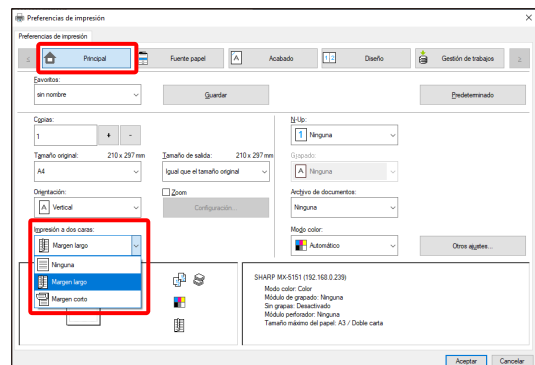 Preferencias de impresión
Preferencias de impresión
Principal
Fuente papel
Acabado
Diseño
Gestión de trabajos
Favoritos:
sin nombre
Guardar
Predeterminado
Copias:
1
+
-
N-Up:
1 Ninguna
Tamaño original: 210 x 297 mm
Tamaño de salida: 210 x 297 mm
Grapado:
A4
Igual que el tamaño original
Ninguna
Orientación:
Zoom
Archivo de documentos:
Vertical
Configuración...
Ninguna
Impresión a dos caras:
Modo color:
Margen largo
Automático
Otros ajustes...
Ninguna
Margen largo
Margen corto
SHARP MX-5151 (192.168.0.239)
Modo color: Color
Módulo de grapado: Ninguna
Sin grapas: Desactivado
Módulo perforador: Ninguna
Tamaño máximo del papel: A3 / Doble carta
Aceptar
Cancelar